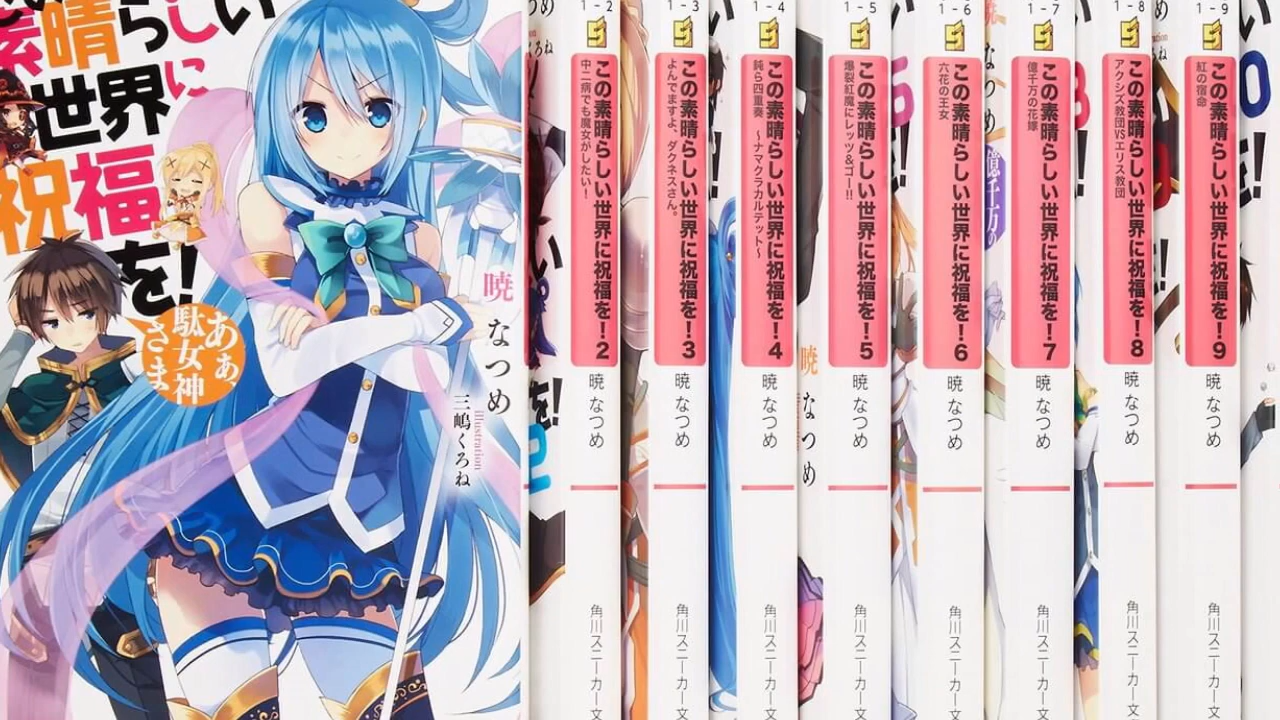 素晴らしい
世界に
祝福を!
あぁ、
駄女神
さま
暁 なつめ
illustration
三嶋くろね
1-2
この素晴らしい世界に祝福を!2
中二病でも魔女がしたい!
暁 なつめ
1-3
この素晴らしい世界に祝福を!3
よんでますよ、ダクネスさん。
暁 なつめ
角川スニーカー文
1-4
この素晴らしい世界に祝福を!4
鈍ら四重奏 ~ナマクラカルテット~
暁 なつめ
角川スニーカー文
暁 なつめ
1-5
この素晴らしい世界に祝福を!5
爆裂紅魔にレッツ&ゴー!!
暁 なつめ
角川スニーカー文
1-6
この素晴らしい世界に祝福を!6
六花の王女
暁 なつめ
角川スニーカー文
なつめ
億千万の
1-7
この素晴らしい世界に祝福を!7
億千万の花嫁
暁 なつめ
角川スニーカー文
1-8
この素晴らしい世界に祝福を!8
アクシズ教団VSエリス教団
暁 なつめ
角川スニーカー文
1-9
この素晴らしい世界に祝福を!9
紅の宿命
暁 なつめ
角川スニーカー文